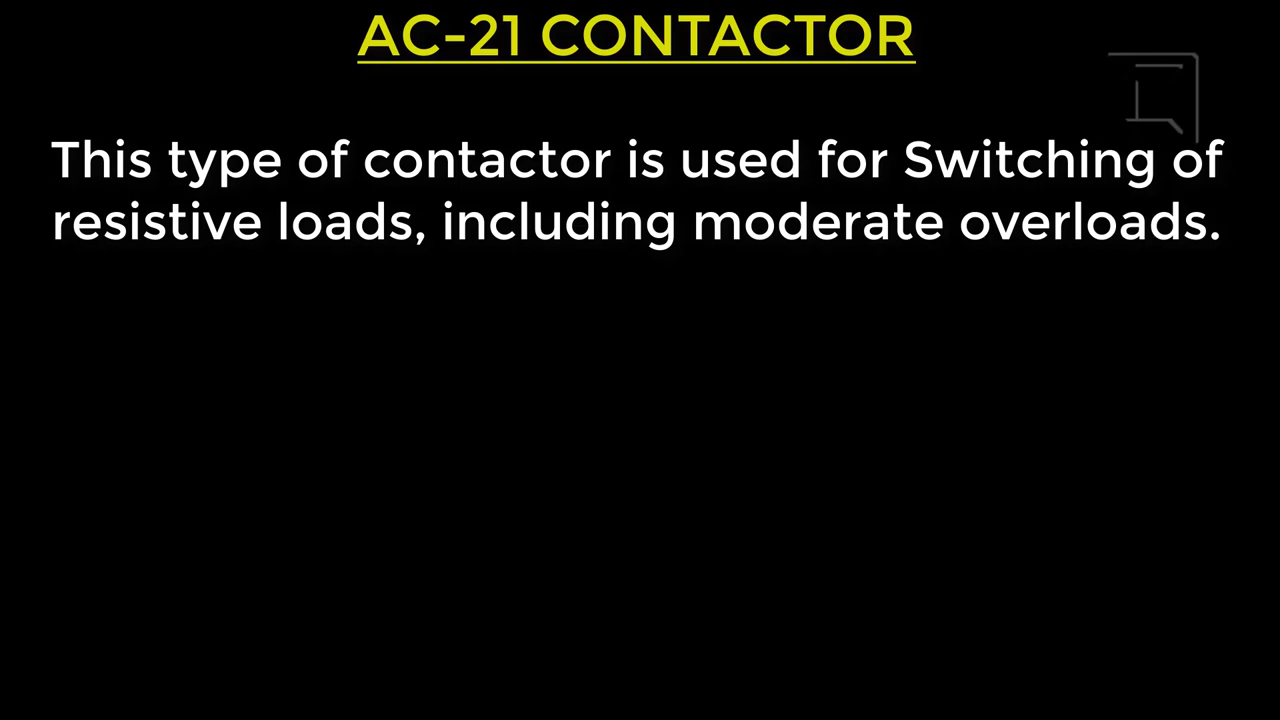 AC-21 CONTACTOR
This type of contactor is used for Switching of
resistive loads, including moderate overloads.